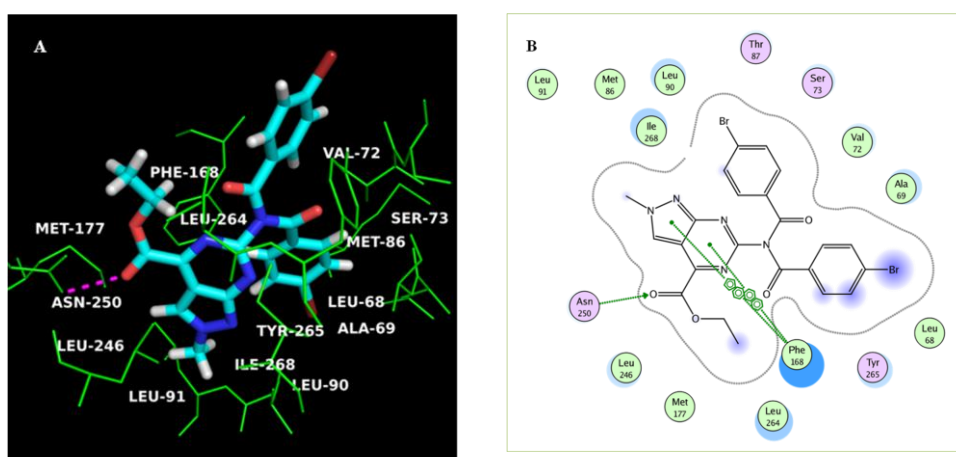 A
PHE-168
VAL-72
MET-177
LEU-264
SER-73
MET-86
ASN-250
LEU-68
TYR-265
ALA-69
LEU-246
ILE-268
LEU-90
LEU-91
B
Thr
87
Leu
91
Met
86
Leu
90
Ser
73
Ile
268
Val
72
Br
Ala
69
N
N
N
N
O
N
N
Br
O
O
O
Asn
250
Leu
68
Phe
168
Tyr
265
Leu
246
Met
177
Leu
264